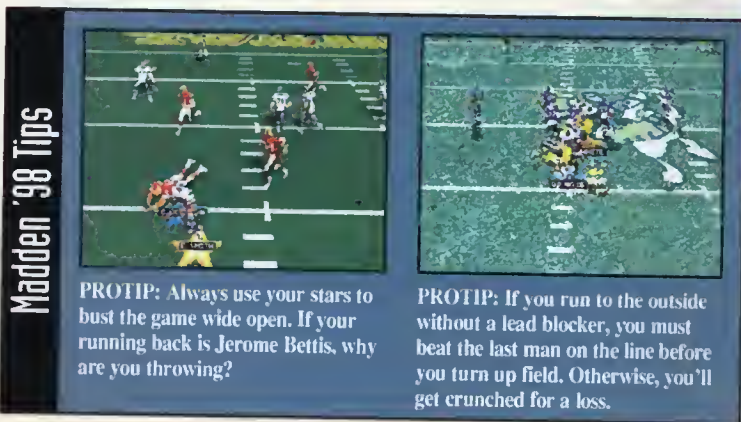 Madden '98 Tips
PROTIP: Always use your stars to
bust the game wide open. If your
running back is Jerome Bettis, why
are you throwing?
PROTIP: If you run to the outside
without a lead blocker, you must
beat the last man on the line before
you turn up field. Otherwise, you'll
get crunched for a loss.